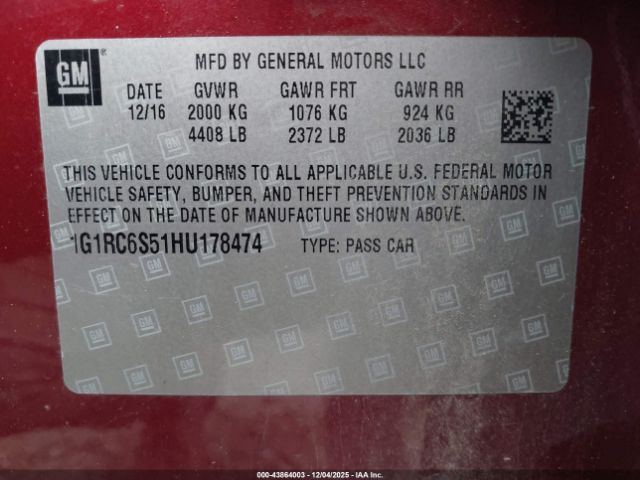 GM
MFD BY GENERAL MOTORS LLC
DATE GVWR GAWR FRT GAWR RR
12/16 2000 KG 1076 KG 924 KG
4408 LB 2372 LB 2036 LB
THIS VEHICLE CONFORMS TO ALL APPLICABLE U.S. FEDERAL MOTOR
VEHICLE SAFETY, BUMPER, AND THEFT PREVENTION STANDARDS IN
EFFECT ON THE DATE OF MANUFACTURE SHOWN ABOVE.
1G1RC6S51HU178474 TYPE: PASS CAR
000-43864003 - 12/04/2025 - IAAI.COM